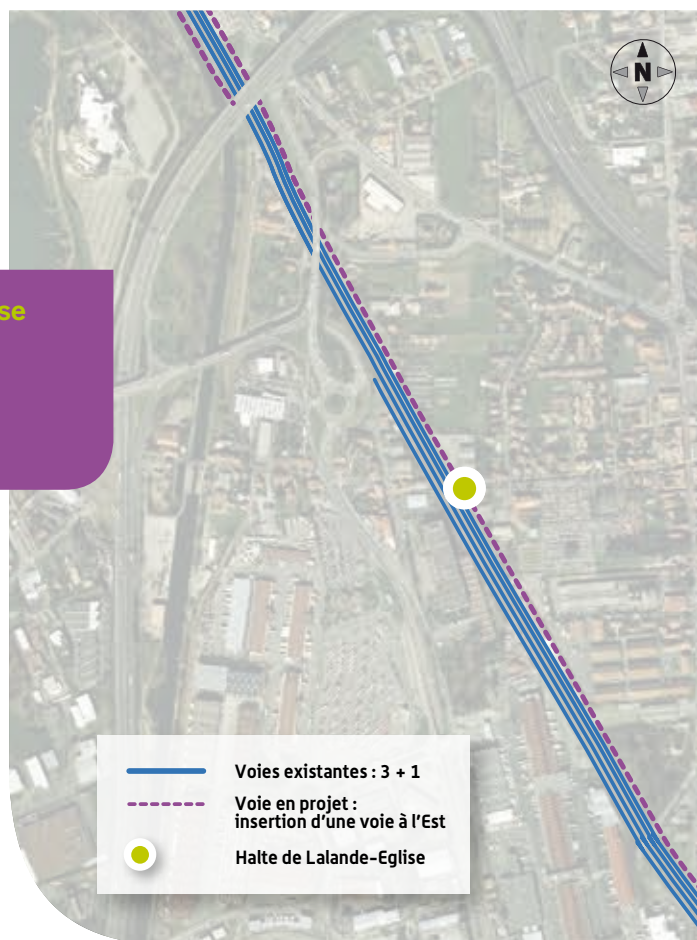 N
se
Voies existantes : 3 + 1
Voie en projet :
insertion d’une voie à l’Est
Halte de Lalande-Eglise